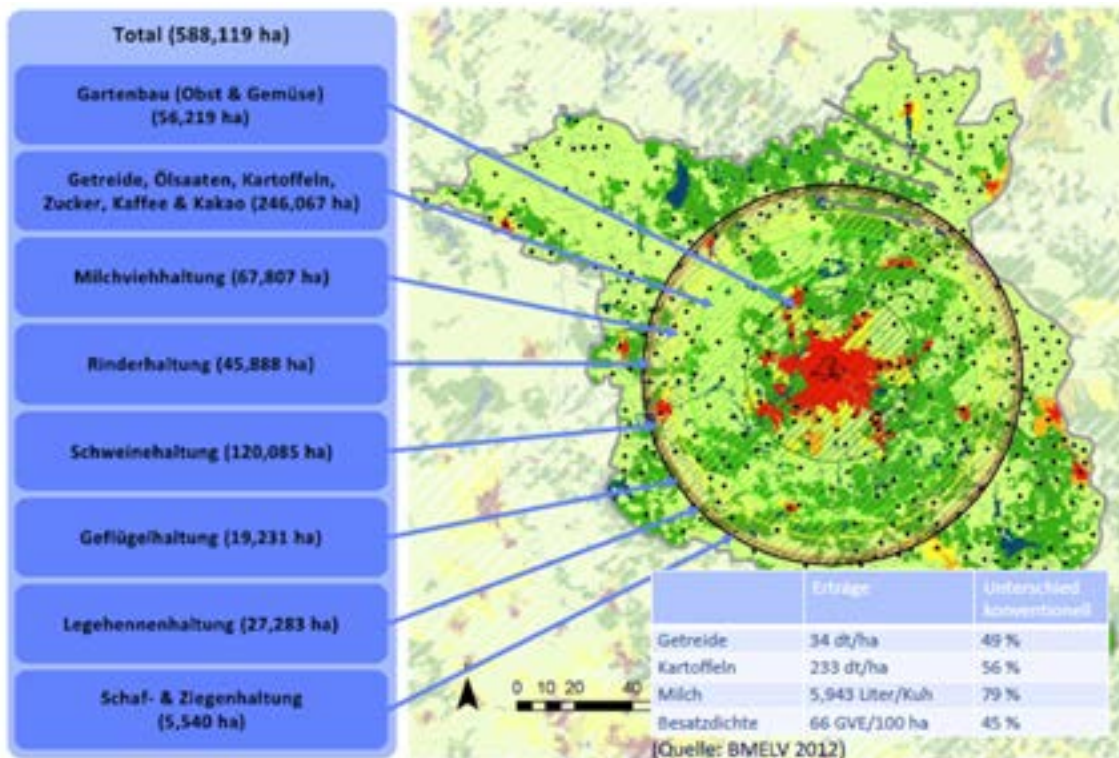 Total (588,119 ha)
Gartenbau (Obst & Gemüse)
(56,219 ha)
Getreide, Ölsaaten, Kartoffeln,
Zucker, Kaffee & Kakao (246,067 ha)
Milchviehhaltung (67,807 ha)
Rinderhaltung (45,888 ha)
Schweinehaltung (120,085 ha)
Geflügelhaltung (19,231 ha)
Legehennenhaltung (27,283 ha)
Schaf- & Ziegenhaltung
(5,540 ha)
0 10 20 40
Erträge Unterschied
konventionell
Getreide 34 dt/ha 49 %
Kartoffeln 233 dt/ha 56 %
Milch 5,943 Liter/Kuh 79 %
Besatzdichte 66 GVE/100 ha 45 %
(Quelle: BMELV 2012)